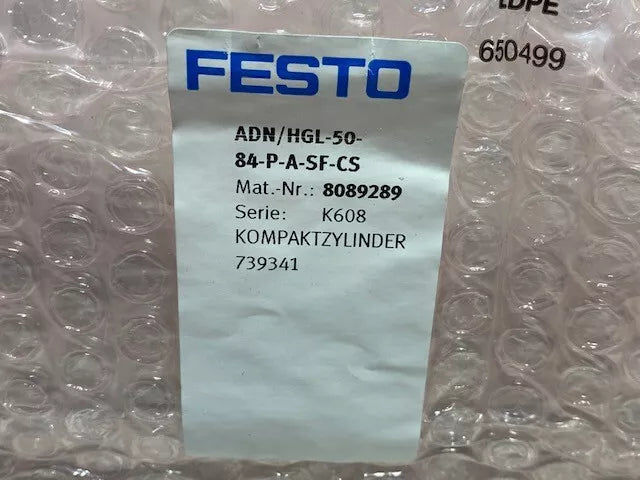 LDPE
650499
FESTO
ADN/HGL-50-
84-P-A-SF-CS
Mat.-Nr.: 8089289
Serie: K608
KOMPAKTZYLINDER
739341